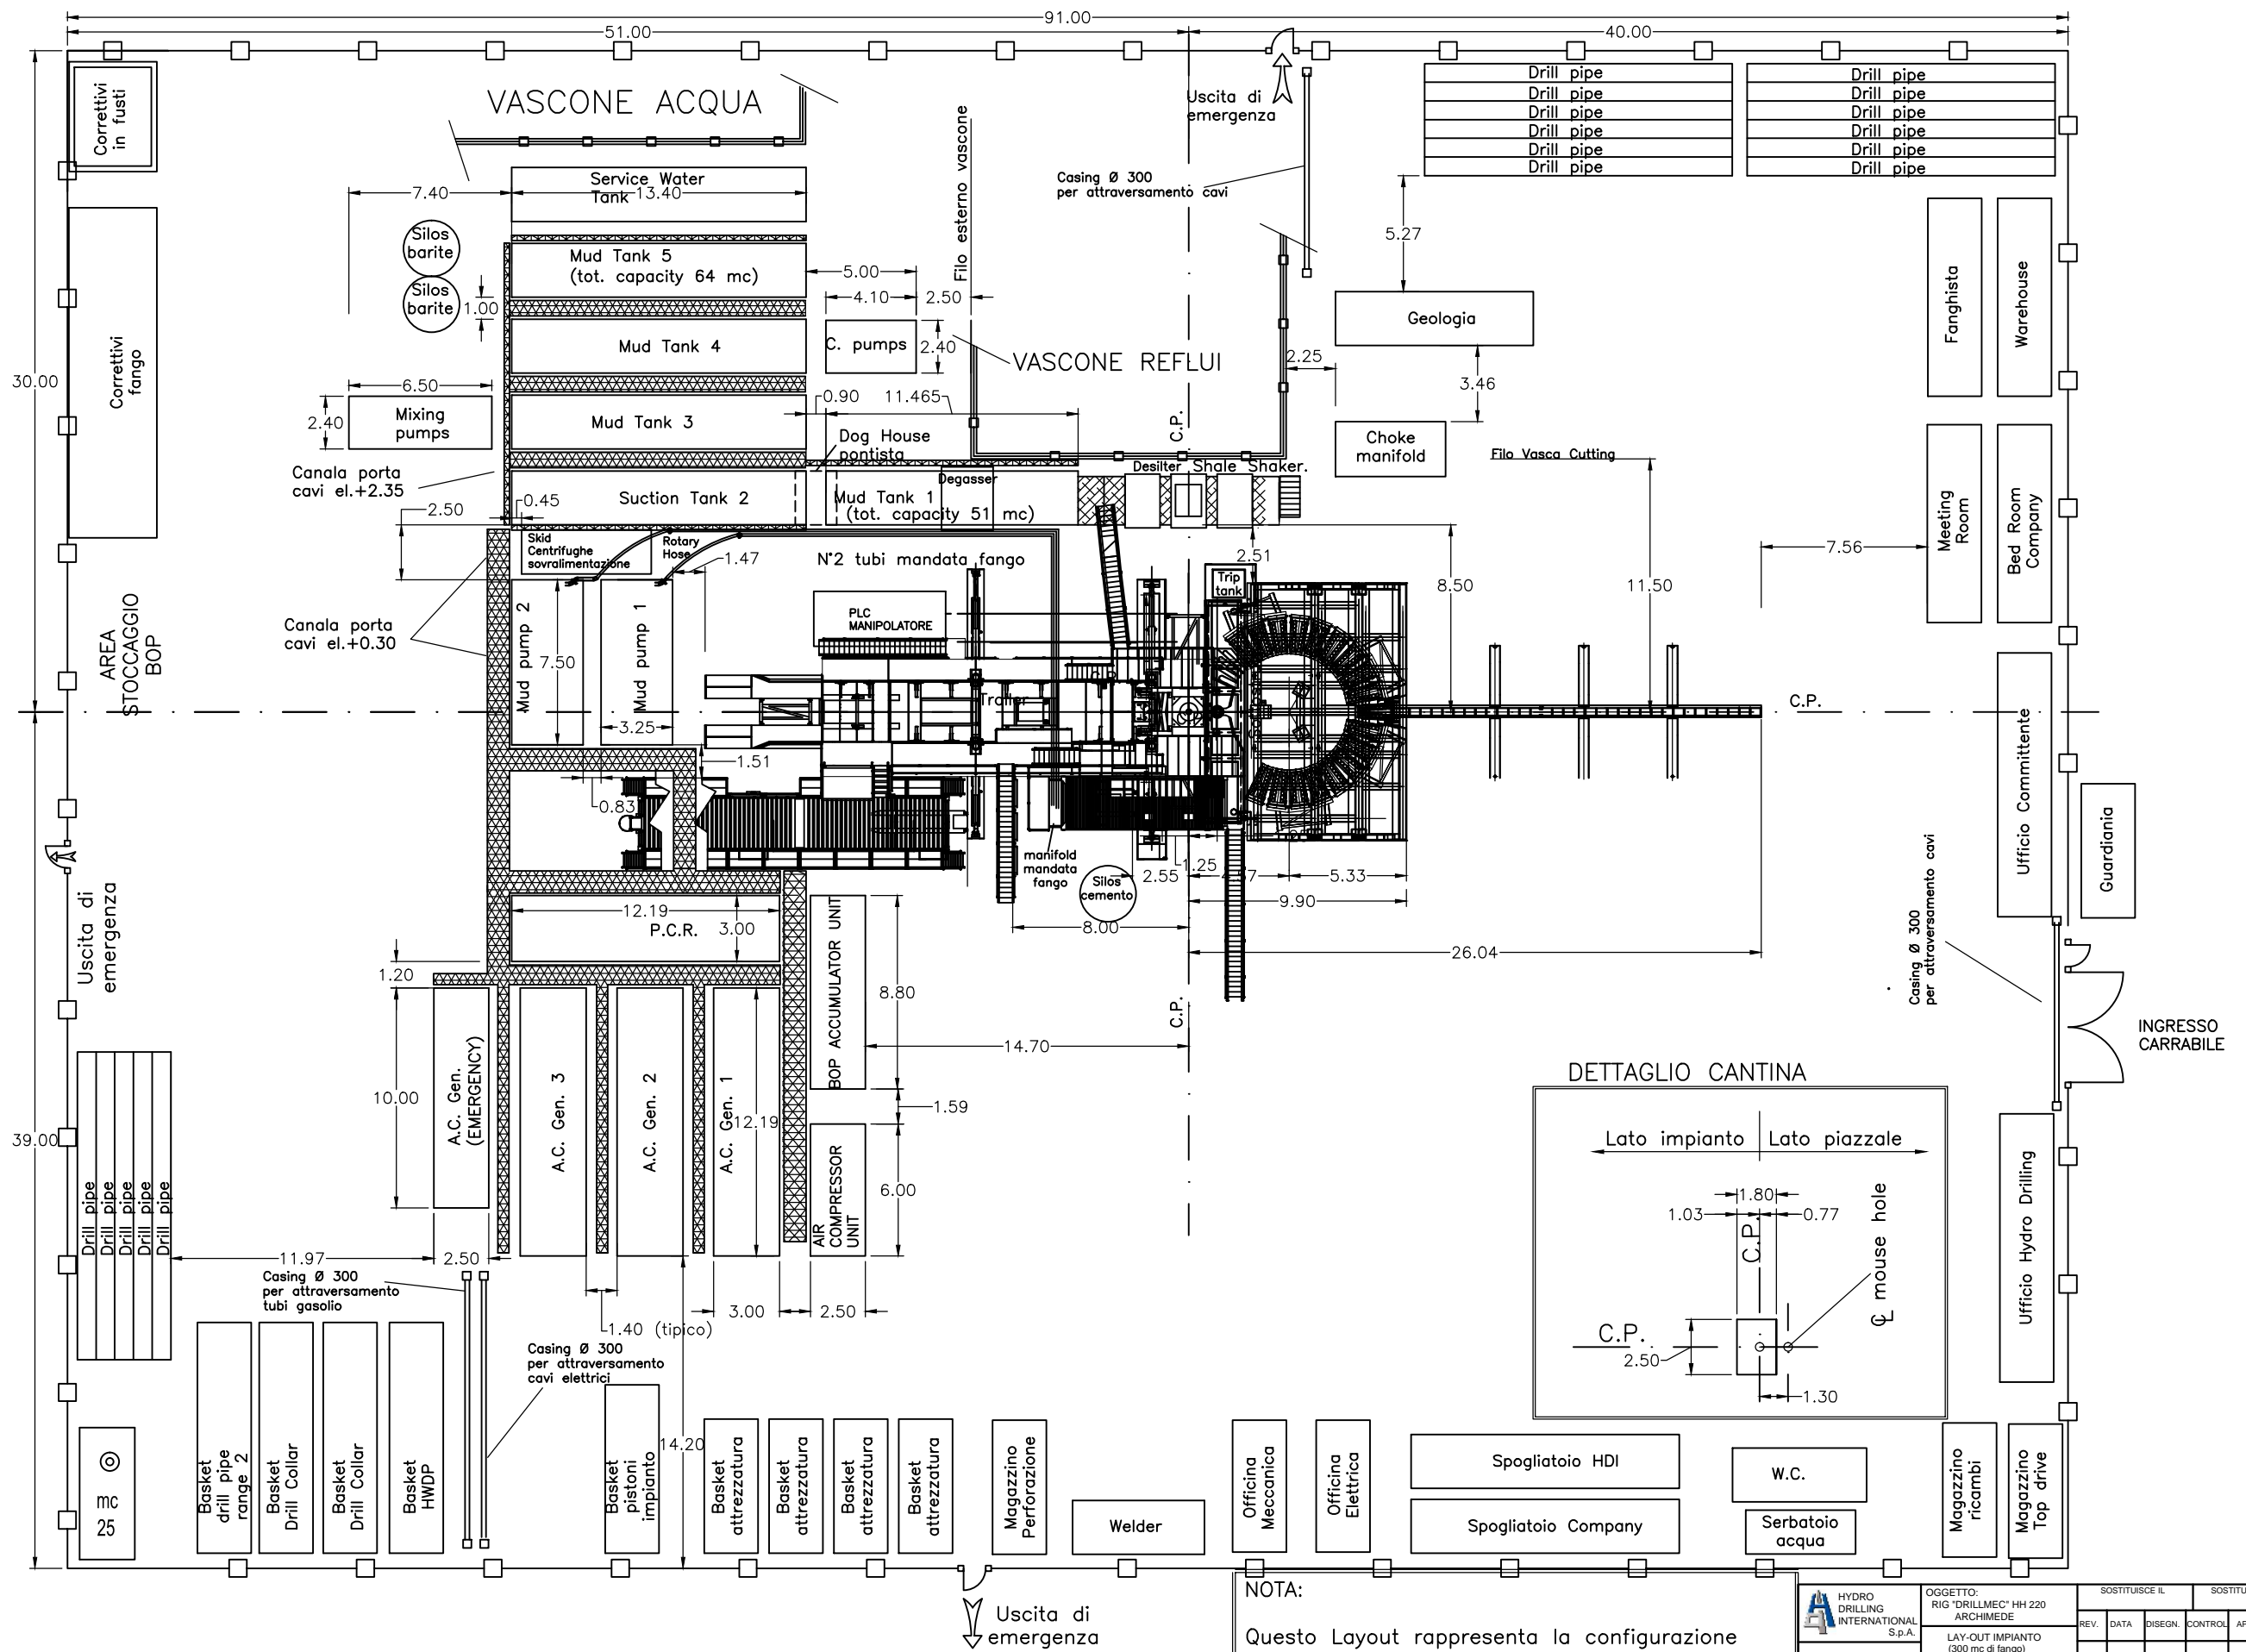 91.00
51.00
40.00
Correttivi
in fusti
VASCONE ACQUA
Uscita di
emergenza
Drill pipe
Drill pipe
Drill pipe
Drill pipe
Drill pipe
Drill pipe
Drill pipe
Drill pipe
Drill pipe
Drill pipe
Drill pipe
Drill pipe
Filo esterno vascone
Casing Ø 300
per attraversamento cavi
7.40
Service Water
Tank
13.40
Silos
barite
Silos
barite
1.00
Mud Tank 5
(tot. capacity 64 mc)
5.00
4.10
2.50
5.27
Fanghista
Warehouse
Geologia
Correttivi
fango
Mud Tank 4
C. pumps
2.40
VASCONE REFLUI
2.25
3.46
30.00
6.50
2.40
Mixing
pumps
Mud Tank 3
0.90
11.465
C.P.
Choke
manifold
Dog House
pontista
Filo Vasca Cutting
Canala porta
cavi el.+2.35
Suction Tank 2
Mud Tank 1
(tot. capacity 51 mc)
Degasser
Desilter
Shale Shaker.
Meeting
Room
Bed Room
Company
2.50
0.45
Skid
Centrifughe
sovralimentazione
Rotary
Hose
1.47
N°2 tubi mandata fango
2.51
8.50
11.50
7.56
AREA
STOCCAGGIO
BOP
Canala porta
cavi el.+0.30
Mud pump 2
7.50
Mud pump 1
3.25
PLC
MANIPOLATORE
Trip
tank
C.P.
Trailer
C.P.
Ufficio Committente
1.51
0.83
manifold
mandata
fango
Silos
cemento
2.55
1.25
5.33
9.90
8.00
26.04
Guardiania
Casing Ø 300
per attraversamento cavi
Uscita di
emergenza
12.19
P.C.R.
3.00
1.20
BOP ACCUMULATOR UNIT
8.80
14.70
C.P.
INGRESSO
CARRABILE
10.00
A.C. Gen.
(EMERGENCY)
A.C. Gen. 3
A.C. Gen. 2
A.C. Gen. 1
12.19
1.59
AIR
COMPRESSOR
UNIT
6.00
39.00
DETTAGLIO CANTINA
Lato impianto
Lato piazzale
1.80
1.03
0.77
C.P.
C.P.
2.50
1.30
℄ mouse hole
Ufficio Hydro Drilling
Drill pipe
Drill pipe
Drill pipe
Drill pipe
Drill pipe
11.97
2.50
Casing Ø 300
per attraversamento
tubi gasolio
1.40 (tipico)
3.00
2.50
Casing Ø 300
per attraversamento
cavi elettrici
14.20
mc
25
Basket
drill pipe
range 2
Basket
Drill Collar
Basket
Drill Collar
Basket
HWDP
Basket
pistoni
impianto
Basket
attrezzatura
Basket
attrezzatura
Basket
attrezzatura
Basket
attrezzatura
Magazzino
Perforazione
Welder
Officina
Meccanica
Officina
Elettrica
Spogliatoio HDI
Spogliatoio Company
W.C.
Serbatoio
acqua
Magazzino
ricambi
Magazzino
Top drive
Uscita di
emergenza
NOTA:
Questo Layout rappresenta la configurazione
HYDRO
DRILLING
INTERNATIONAL
S.p.A.
OGGETTO:
RIG "DRILLMEC" HH 220
ARCHIMEDE
LAY-OUT IMPIANTO
(300 mc di fango)
SOSTITUISCE IL
REV.
DATA
DISEGN.
CONTROL